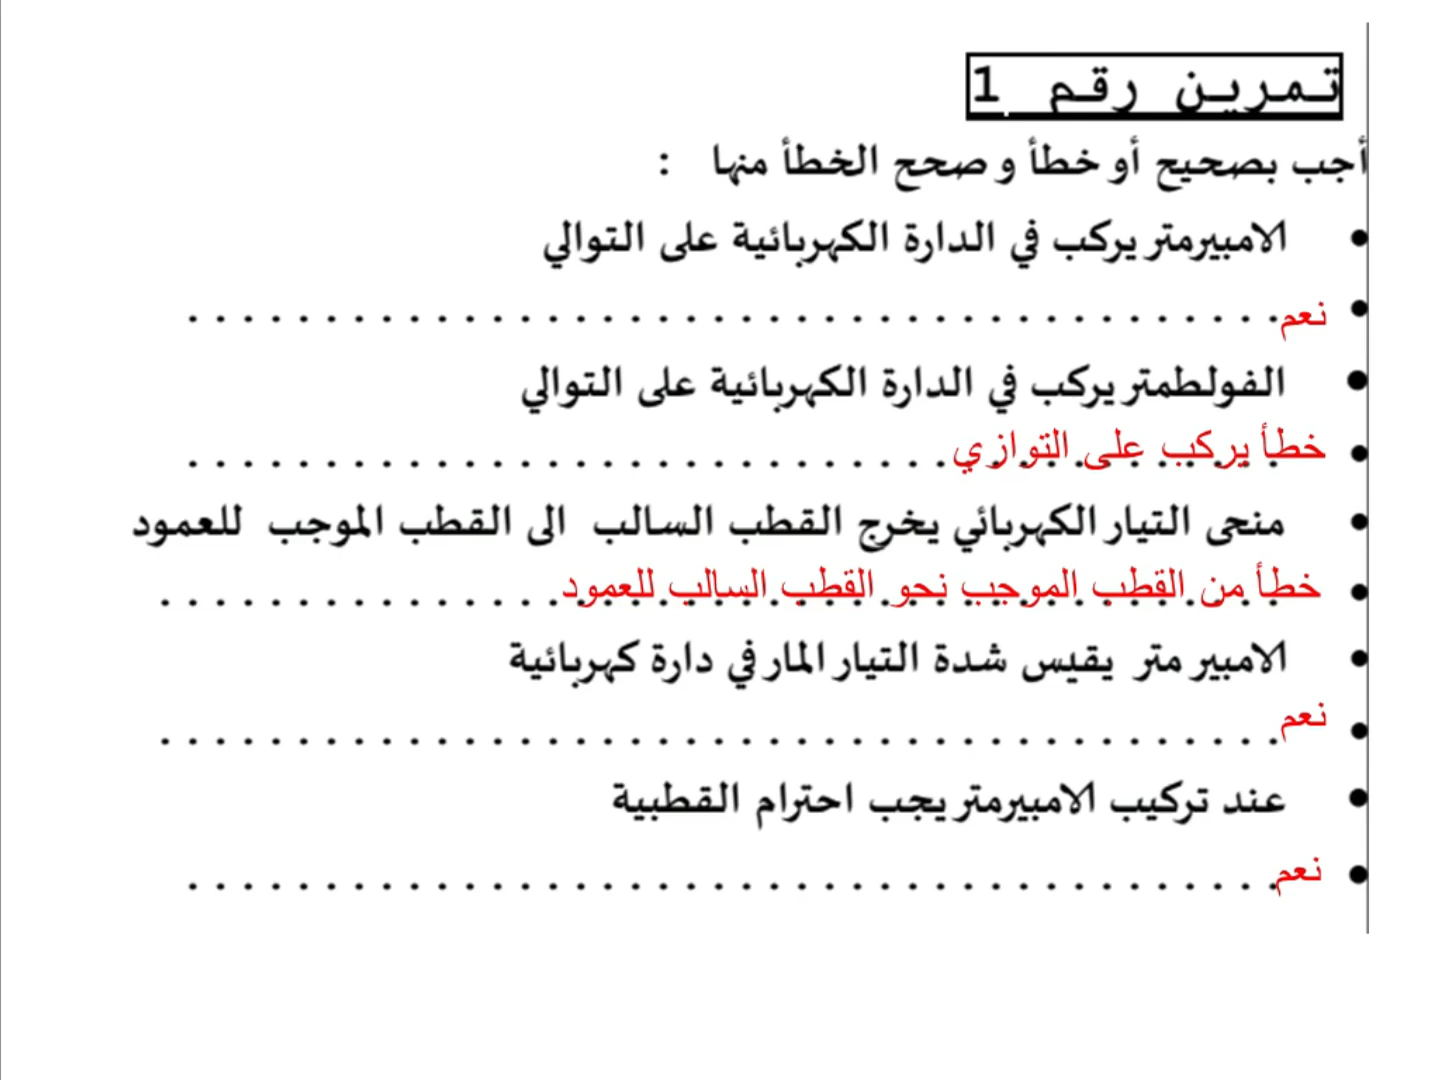 تمرين رقم 1
أجب بصحيح أو خطأ و صحح الخطأ منها :
• الامبيرمتر يركب في الدارة الكهربائية على التوالي
• نعم........................................
• الفولطمتر يركب في الدارة الكهربائية على التوالي
• خطأ يركب على التوازي............................
• منحى التيار الكهربائي يخرج القطب السالب الى القطب الموجب للعمود
• خطأ من القطب الموجب نحو القطب السالب للعمود...............
• الامبير متر يقيس شدة التيار المار في دارة كهربائية
• نعم.........................................
• عند تركيب الامبيرمتر يجب احترام القطبية
• نعم........................................